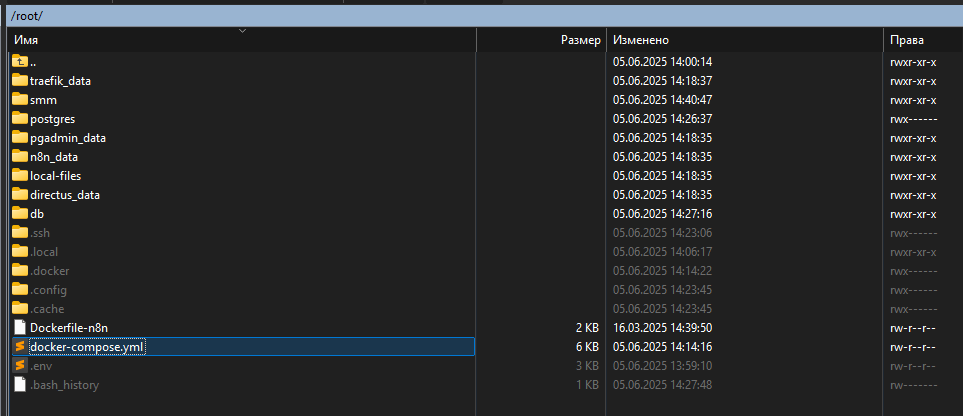 /root/
Имя Размер Изменено Права
.. 05.06.2025 14:00:14 rwxr-xr-x
traefik_data 05.06.2025 14:18:37 rwxr-xr-x
smm 05.06.2025 14:40:47 rwxr-xr-x
postgres 05.06.2025 14:26:37 rwx------
pgadmin_data 05.06.2025 14:18:35 rwxr-xr-x
n8n_data 05.06.2025 14:18:35 rwxr-xr-x
local-files 05.06.2025 14:18:35 rwxr-xr-x
directus_data 05.06.2025 14:18:35 rwxr-xr-x
db 05.06.2025 14:27:16 rwxr-xr-x
.ssh 05.06.2025 14:23:06 rwx------
.local 05.06.2025 14:06:17 rwxr-xr-x
.docker 05.06.2025 14:14:22 rwx------
.config 05.06.2025 14:23:45 rwx------
.cache 05.06.2025 14:23:45 rwx------
Dockerfile-n8n 2 KB 16.03.2025 14:39:50 rw-r--r--
docker-compose.yml 6 KB 05.06.2025 14:14:16 rw-r--r--
.env 3 KB 05.06.2025 13:59:10 rw-r--r--
.bash_history 1 KB 05.06.2025 14:27:48 rw-------